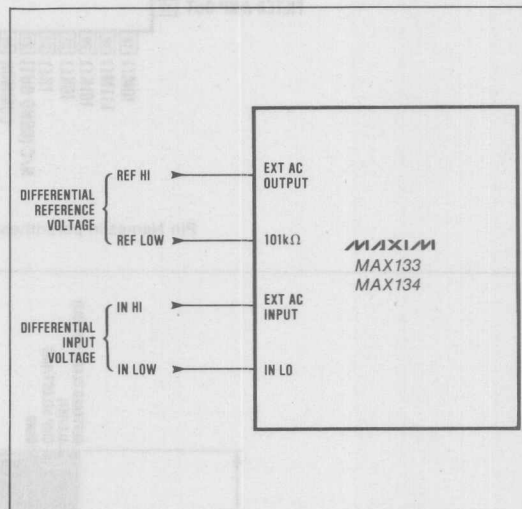 DIFFERENTIAL
REFERENCE
VOLTAGE
REF HI
REF LOW
EXT AC
OUTPUT
101kΩ
DIFFERENTIAL
INPUT
VOLTAGE
IN HI
IN LOW
EXT AC
INPUT
IN LO
MAXIM
MAX133
MAX134